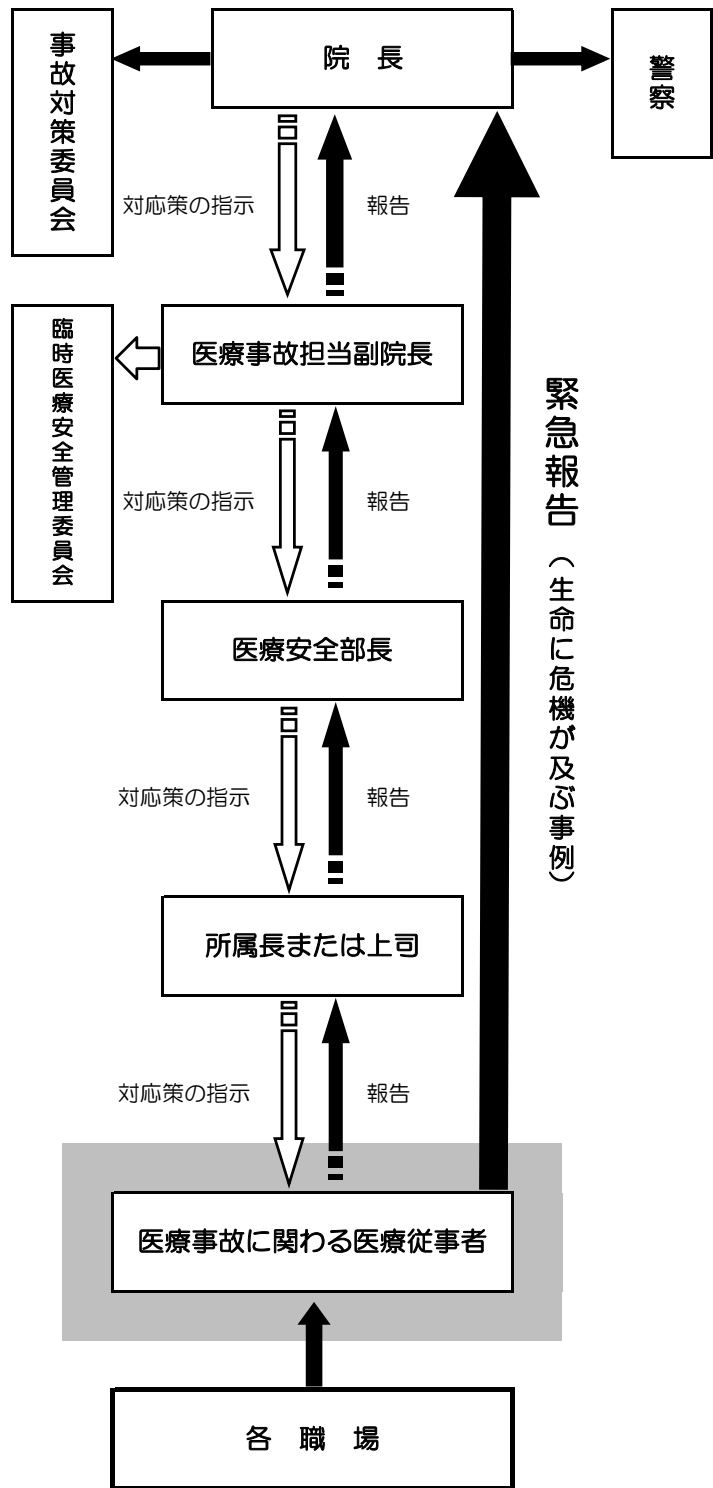 事故対策委員会
院　長
警察
対応策の指示
報告
臨時医療安全管理委員会
医療事故担当副院長
緊急報告（生命に危機が及ぶ事例）
対応策の指示
報告
医療安全部長
対応策の指示
報告
所属長または上司
対応策の指示
報告
医療事故に関わる医療従事者
各　職　場